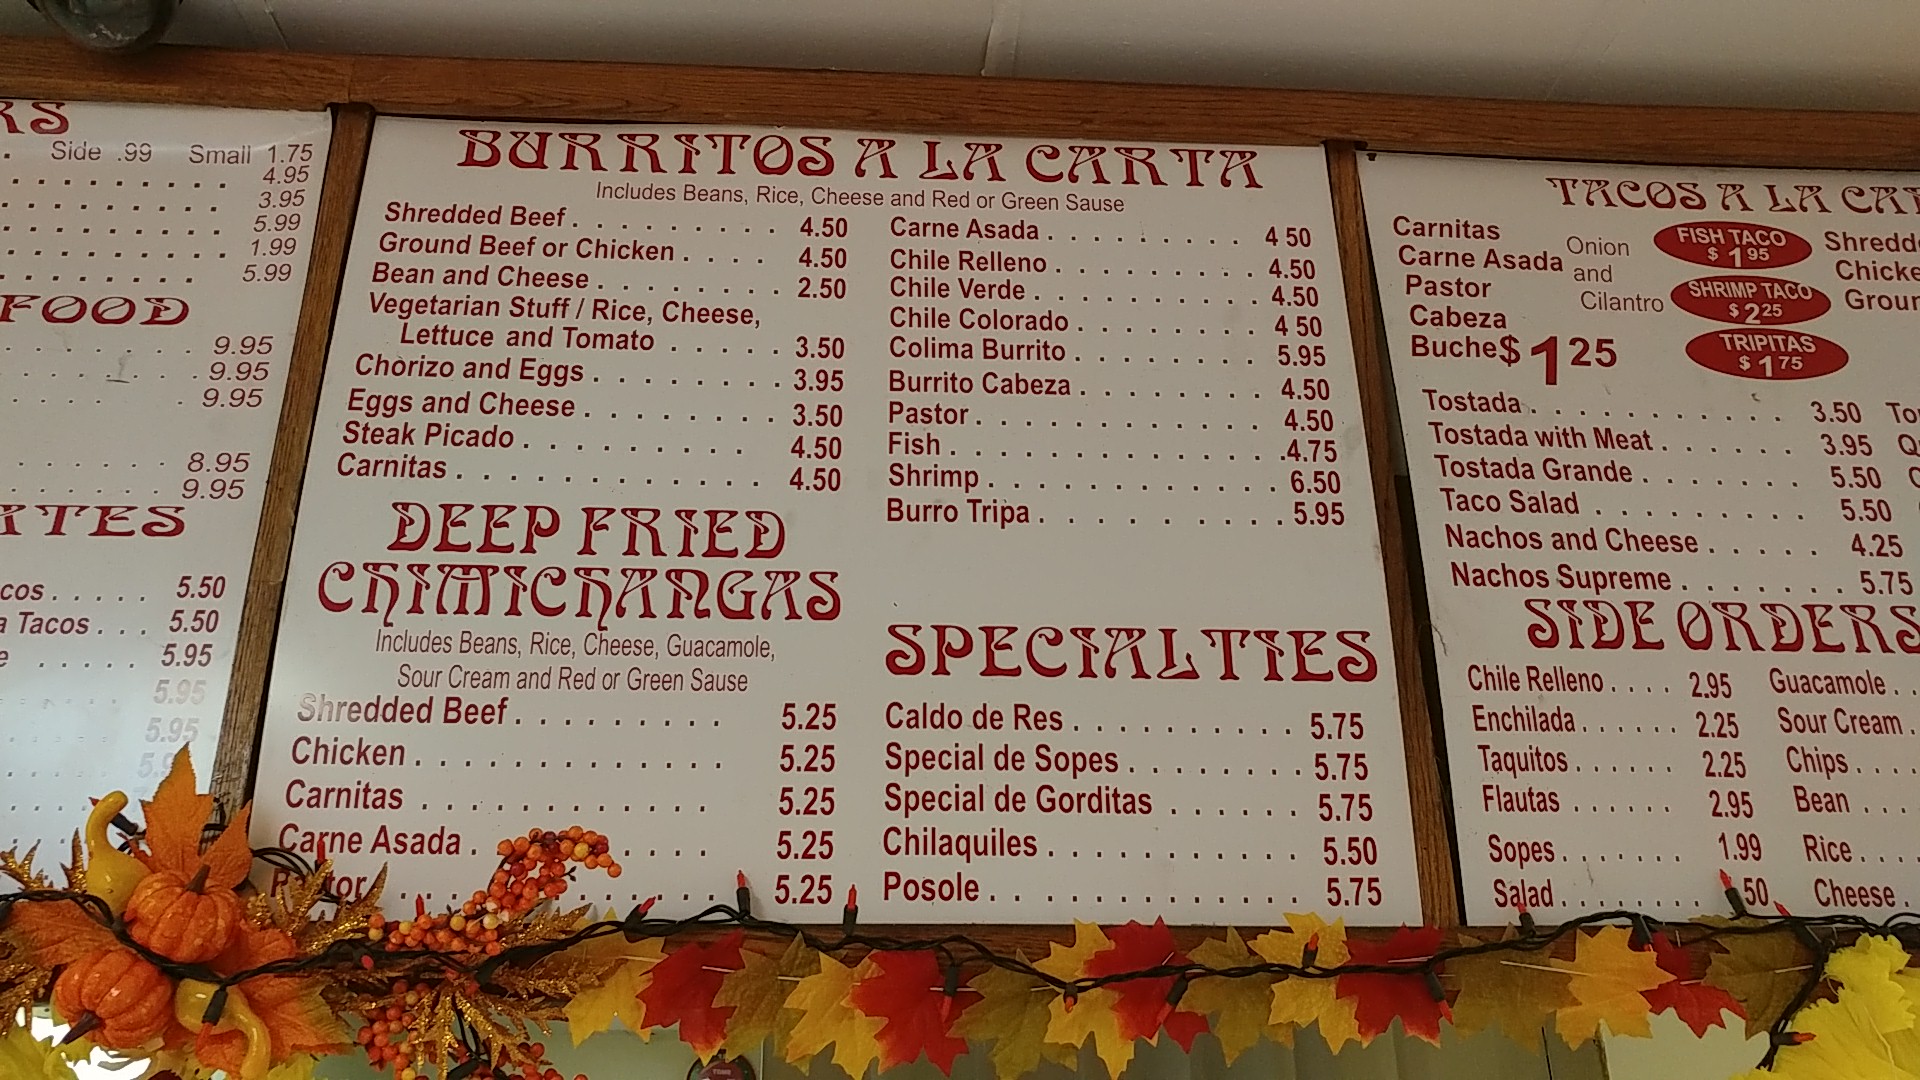 Side .99 Small 1.75
4.95
3.95
5.99
1.99
5.99
FOOD
9.95
9.95
9.95
8.95
9.95
5.50
Tacos . . . 5.50
5.95
5.95
5.95
BURRITOS A LA CARTA
Includes Beans, Rice, Cheese and Red or Green Sause
Shredded Beef . . . . . . . . . 4.50
Ground Beef or Chicken . . . . 4.50
Bean and Cheese . . . . . . . . 2.50
Vegetarian Stuff / Rice, Cheese,
Lettuce and Tomato . . . . . 3.50
Chorizo and Eggs . . . . . . . . 3.95
Eggs and Cheese . . . . . . . . 3.50
Steak Picado . . . . . . . . 4.50
Carnitas . . . . . . . . . . . . 4.50
Carne Asada . . . . . . . . . 4 50
Chile Relleno . . . . . . . . . 4.50
Chile Verde . . . . . . . . . . 4.50
Chile Colorado . . . . . . . . 4 50
Colima Burrito . . . . . . . . 5.95
Burrito Cabeza . . . . . . . . 4.50
Pastor . . . . . . . . . . . . 4.50
Fish . . . . . . . . . . . . .4.75
Shrimp . . . . . . . . . . . . 6.50
Burro Tripa . . . . . . . . . . 5.95
DEEP FRIED
CHIMICHANGAS
Includes Beans, Rice, Cheese, Guacamole,
Sour Cream and Red or Green Sause
Shredded Beef . . . . . . . . 5.25
Chicken . . . . . . . . . . . . 5.25
Carnitas . . . . . . . . . . . 5.25
Carne Asada . . . . . 5.25
5.25
SPECIALTIES
Caldo de Res . . . . . . . . . . 5.75
Special de Sopes . . . . . . . . 5.75
Special de Gorditas . . . . . . 5.75
Chilaquiles . . . . . . . . . . . 5.50
Posole . . . . . . . . . . . . 5.75
TACOS A LA
Carnitas
Carne Asada
Pastor
Cabeza
Buche $ 1 25
Onion
and
Cilantro
FISH TACO
$ 1 95
SHRIMP TACO
$ 2 25
TRIPITAS
$ 1 75
Tostada . . . . . . . . . . . 3.50
Tostada with Meat . . . . . . 3.95
Tostada Grande . . . . . . . 5.50
Taco Salad . . . . . . . . . 5.50
Nachos and Cheese . . . . . 4.25
Nachos Supreme . . . . . . . 5.75
SIDE ORDERS
Chile Relleno . . . . 2.95
Enchilada . . . . . . 2.25
Taquitos . . . . . . 2.25
Flautas . . . . . . 2.95
Sopes . . . . . . . 1.99
Salad . . . . . . . . 50
Guacamole . .
Sour Cream .
Chips . . . .
Bean . . .
Rice . . . .
Cheese .